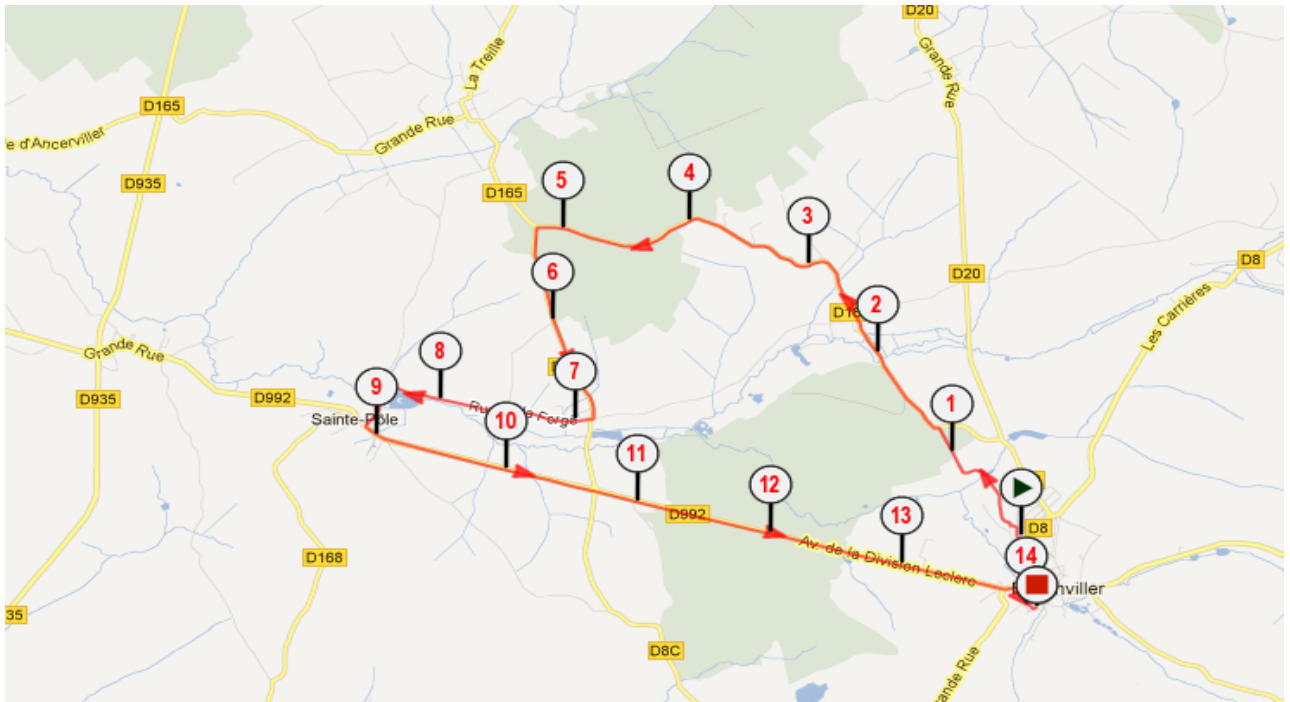 D20
La Treille
Grande Rue
D165
Grande Rue
e d'Ancerviller
4
5
D935
D165
3
D8
6
D20
2
Les Carrières
Grande Rue
8
7
9
D992
D935
1
Sainte-Pôle
10
11
12
D992
13
D8
Av. de la Division Leclerc
14
D168
nviller
35
D8C
Grande Rue